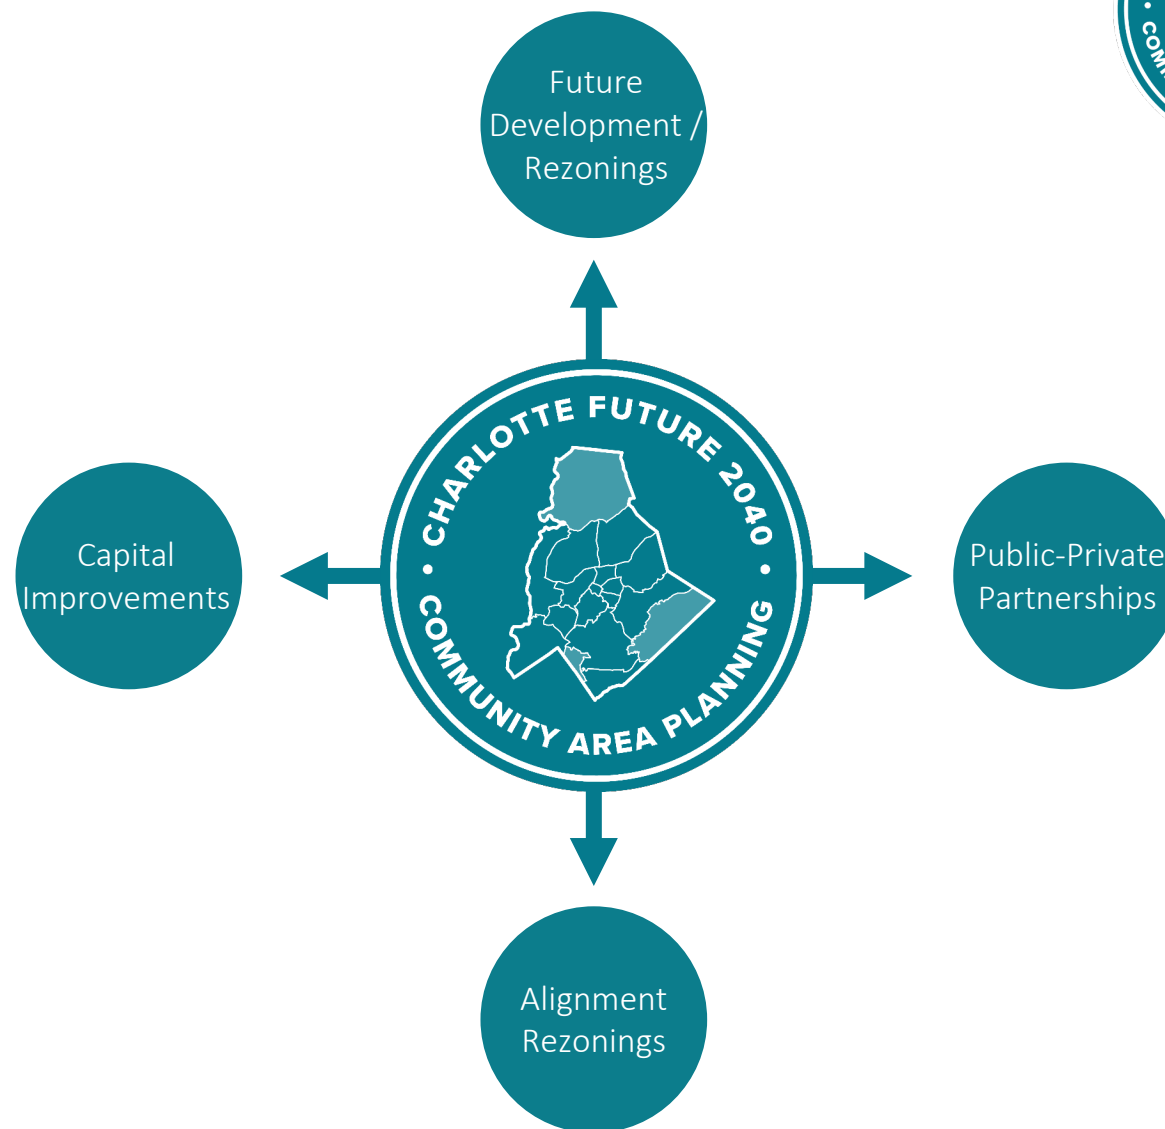 Future
Development /
Rezonings
CHARLOTTE FUTURE 2040
COMMUNITY AREA PLANNING
Capital
Improvements
Public-Private
Partnerships
Alignment
Rezonings